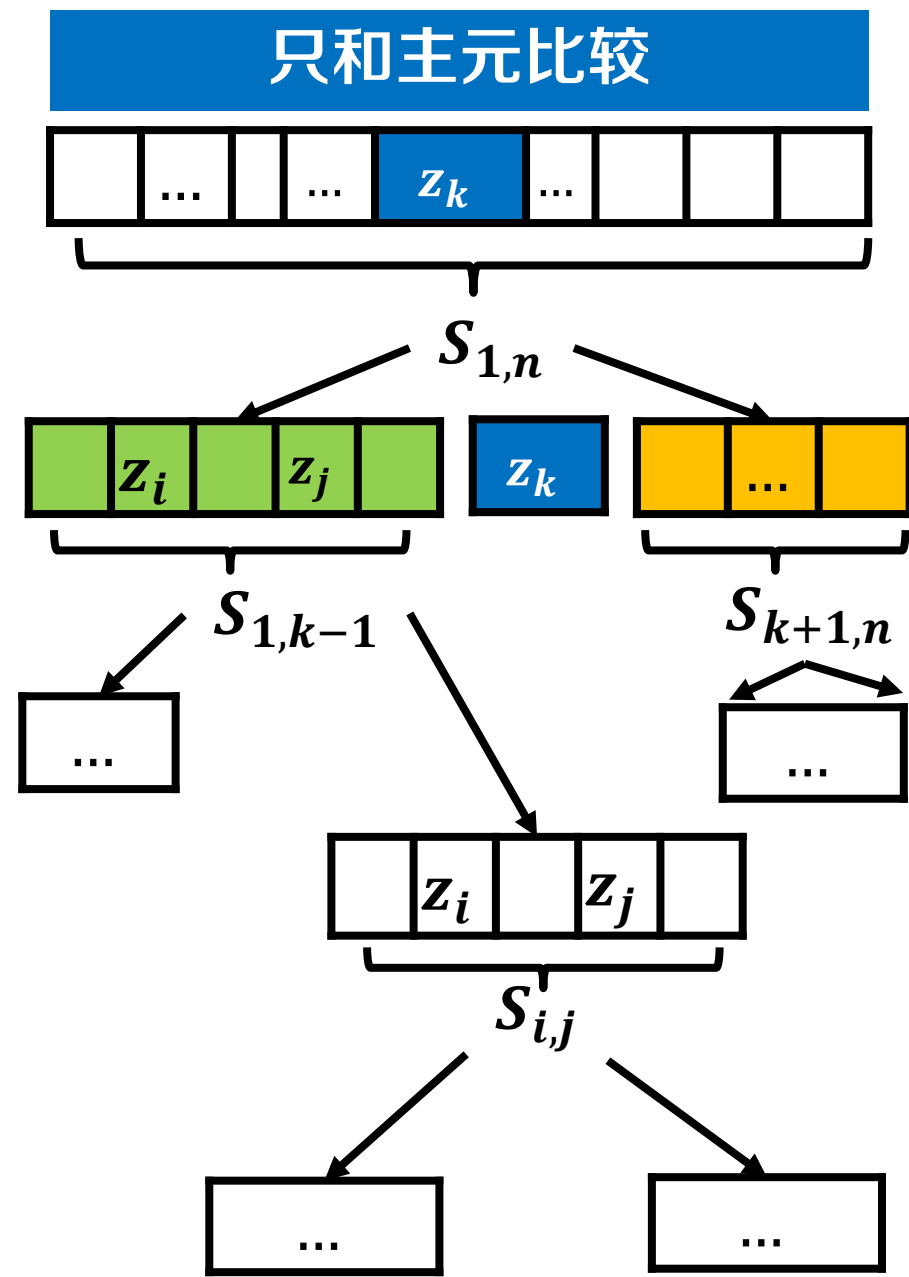 只和主元比较
... ... z_k ...
S_{1,n}
z_i z_j z_k ...
S_{1,k-1} S_{k+1,n}
... ...
z_i z_j
S_{i,j}
... ...